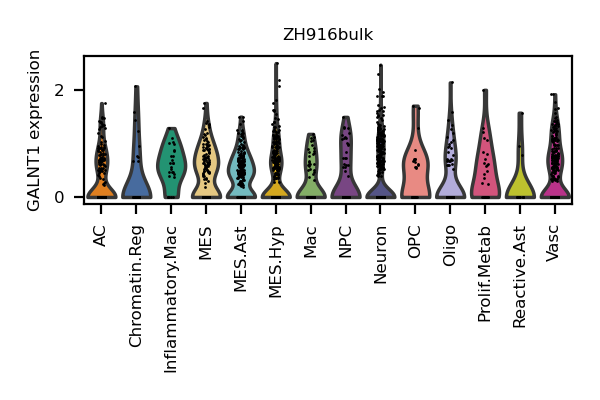 ZH916bulk
GALNT1 expression
2
0
AC
Chromatin.Reg
Inflammatory.Mac
MES
MES.Ast
MES.Hyp
Mac
NPC
Neuron
OPC
Oligo
Prolif.Metab
Reactive.Ast
Vasc